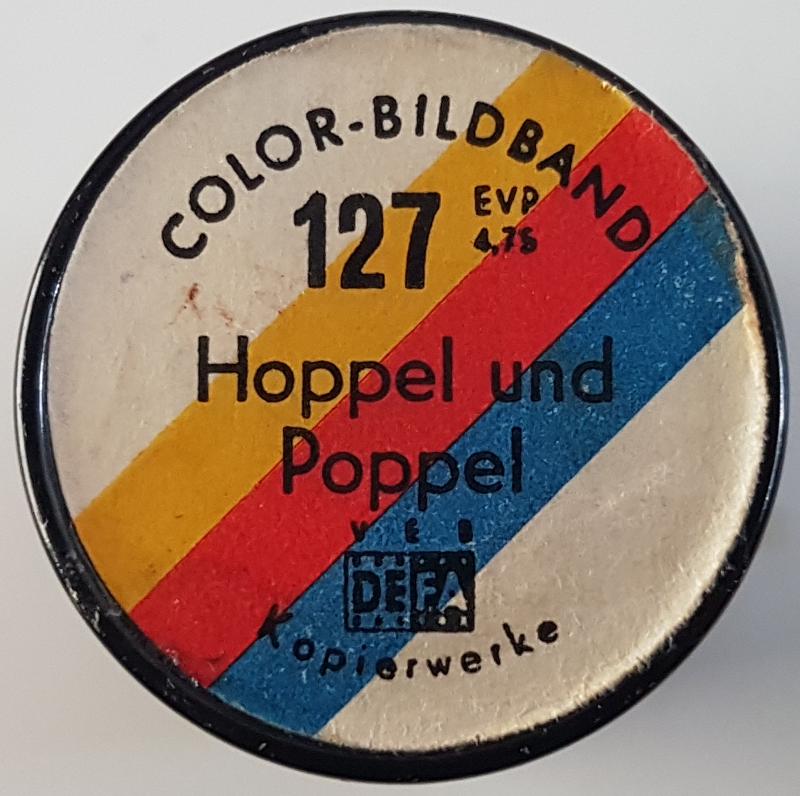 COLOR-BILDBAND
127
EVP
4,75
Hoppel und
Poppel
VEB
DEFA
Kopierwerke